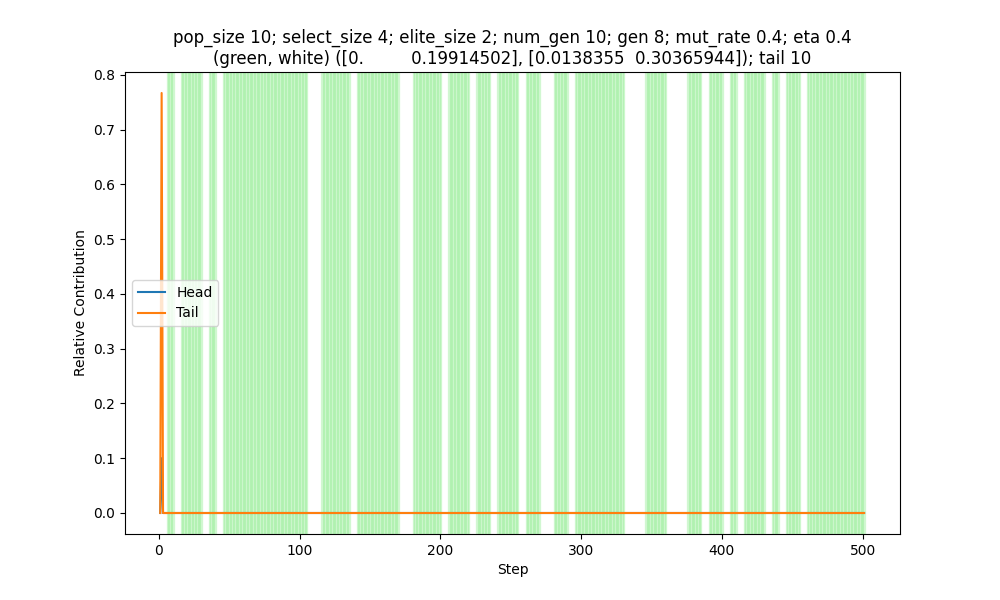 pop_size 10; select_size 4; elite_size 2; num_gen 10; gen 8; mut_rate 0.4; eta 0.4
(green, white) ([0.          0.19914502], [0.0138355  0.30365944]); tail 10
0.8
0.7
0.6
0.5
0.4
0.3
0.2
0.1
0.0
Relative Contribution
Head
Tail
0 100 200 300 400 500
Step